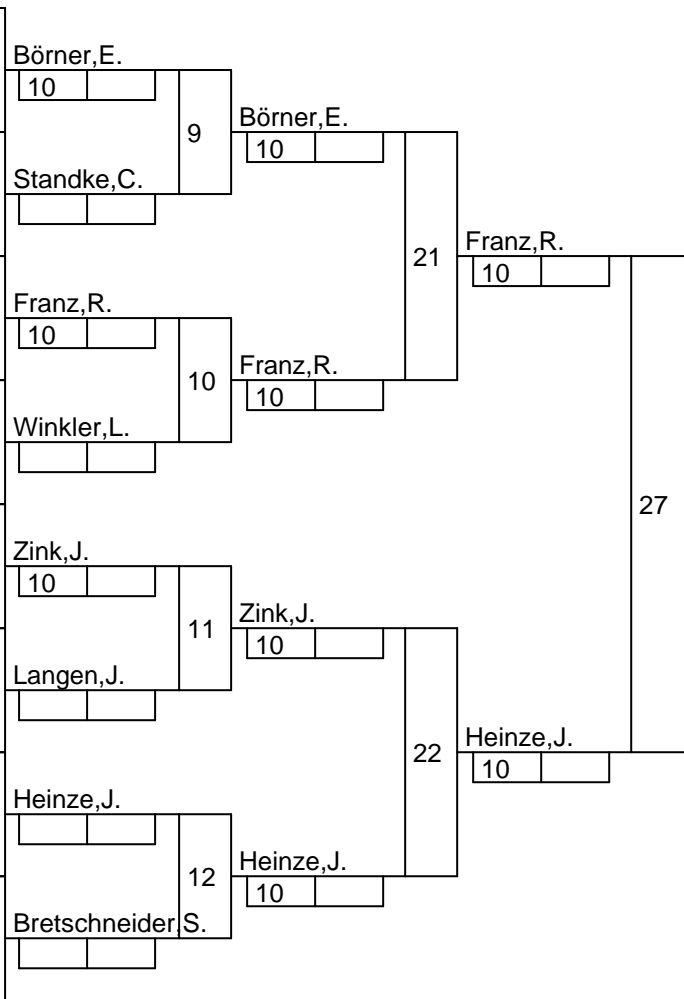 Börner,E.
10
9
Börner,E.
10
Standke,C.
21
Franz,R.
10
Franz,R.
10
10
Franz,R.
10
Winkler,L.
27
Zink,J.
10
11
Zink,J.
10
Langen,J.
22
Heinze,J.
10
Heinze,J.
12
Heinze,J.
10
Bretschneider,S.